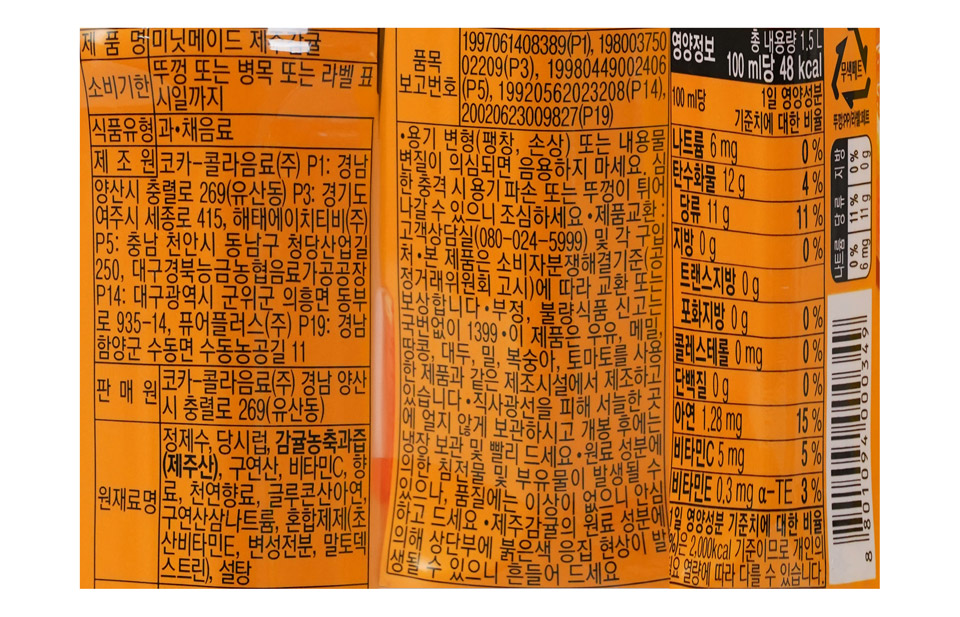 제 품 명 미닛메이드 제주감귤
소비기한 뚜껑 또는 병목 또는 라벨 표
시일까지
식품유형 과·채음료
제 조 원 코카-콜라음료(주) P1: 경남
양산시 충렬로 269(유산동) P3: 경기도
여주시 세종로 415, 해태에이치티비(주)
P5: 충남 천안시 동남구 청당산업길
250, 대구경북능금농협음료가공공장
P14: 대구광역시 군위군 의흥면 동부
로 935-14, 퓨어플러스(주) P19: 경남
함양군 수동면 수동농공길 11
판 매 원 코카-콜라음료(주) 경남 양산
시 충렬로 269(유산동)
원재료명 정제수, 당시럽, 감귤농축과즙
(제주산), 구연산, 비타민C, 향
료, 천연향료, 글루콘산아연,
구연산삼나트륨, 혼합제제(초
산비타민E, 변성전분, 말토덱
스트린), 설탕
품목
보고번호
1997061408389(P1), 198003750
02209(P3), 19980449002406
(P5), 19920562023208(P14),
20020623009827(P19)
•용기 변형(팽창, 손상) 또는 내용물
변질이 의심되면 음용하지 마세요. 심
한 충격 시 용기 파손 또는 뚜껑이 튀어
나갈 수 있으니 조심하세요•제품교환 :
고객상담실(080-024-5999) 및 각 구입
처•본 제품은 소비자분쟁해결기준(공
정거래위원회 고시)에 따라 교환 또는
보상합니다•부정, 불량식품 신고는
국번없이 1399•이 제품은 우유, 메밀,
땅콩, 대두, 밀, 복숭아, 토마토를 사용
한 제품과 같은 제조시설에서 제조하고
있습니다•직사광선을 피해 서늘한 곳
에 얼지 않게 보관하시고 개봉 후에는
냉장 보관 및 빨리 드세요•원료 성분에
의한 침전물 및 부유물이 발생될 수
있으나, 품질에는 이상이 없으니 안심
하고 드세요•제주감귤의 원료 성분에
의해 상단부에 붉은색 응집 현상이 발
생될 수 있으니 흔들어 드세요
영양정보 총 내용량 1.5 L
100 ml당 48 kcal
100 ml당 1일 영양성분
기준치에 대한 비율
나트륨 6 mg 0 %
탄수화물 12 g 4 %
당류 11 g 11 %
지방 0 g 0 %
트랜스지방 0 g
포화지방 0 g 0 %
콜레스테롤 0 mg 0 %
단백질 0 g 0 %
아연 1.28 mg 15 %
비타민C 5 mg 5 %
비타민E 0.3 mg α-TE 3 %
1일 영양성분 기준치에 대한 비율
(%)은 2,000kcal 기준이므로 개인의
필요 열량에 따라 다를 수 있습니다.
무색페트
뚜껑:PP/라벨:페트
지방 0 % 0 g
당류 11 % 11 g
나트륨 0 % 6 mg
8 801094 000349